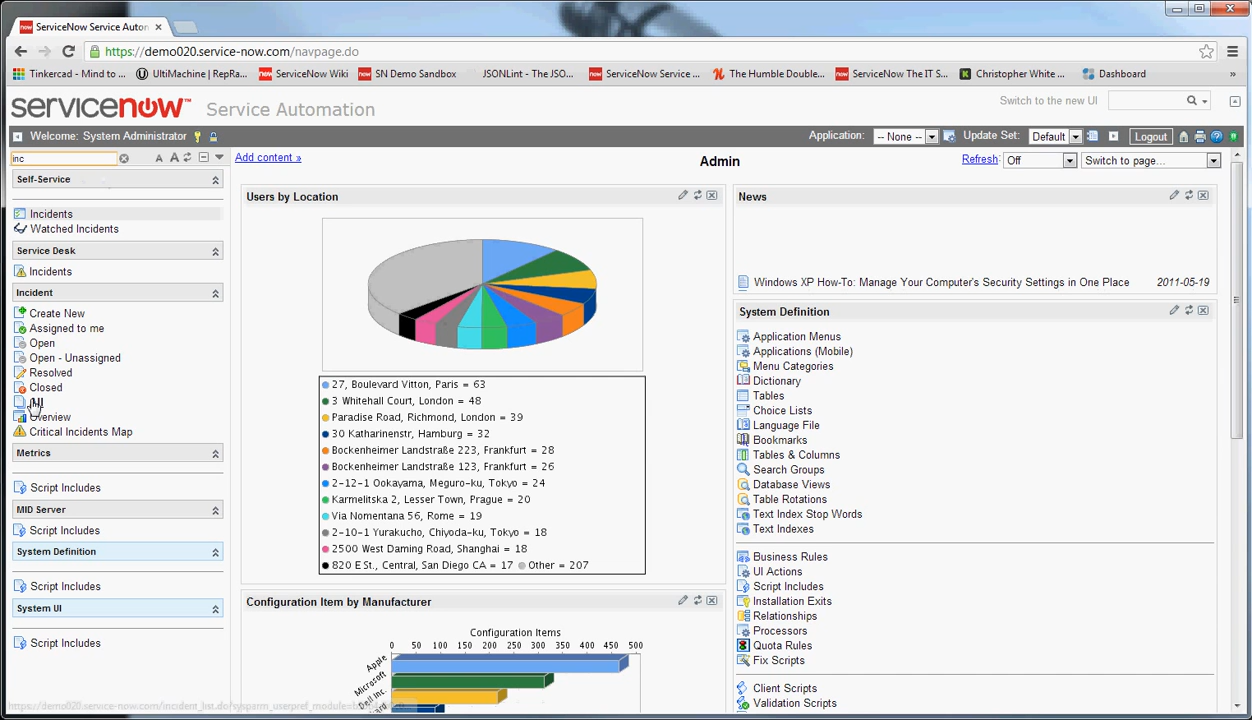 now ServiceNow Service Auton
https://demo020.service-now.com/navpage.do
Tinkercad - Mind to ...
UltiMachine | RepRa...
now ServiceNow Wiki
now SN Demo Sandbox
JSONLint - The JSO...
now ServiceNow Service ...
The Humble Double...
now ServiceNow The IT S...
K Christopher White ...
Dashboard
»
servicenow™ Service Automation
Switch to the new UI
Welcome: System Administrator
Application: -- None -- Update Set: Default Logout
inc
A A
Self-Service
Incidents
Watched Incidents
Service Desk
Incidents
Incident
Create New
Assigned to me
Open
Open - Unassigned
Resolved
Closed
Overview
Critical Incidents Map
Metrics
Script Includes
MID Server
Script Includes
System Definition
Script Includes
System UI
Script Includes
Add content »
Admin
Refresh: Off Switch to page...
Users by Location
27, Boulevard Vitton, Paris = 63
3 Whitehall Court, London = 48
Paradise Road, Richmond, London = 39
30 Katharinenstr, Hamburg = 32
Bockenheimer Landstraße 223, Frankfurt = 28
Bockenheimer Landstraße 123, Frankfurt = 26
2-12-1 Ookayama, Meguro-ku, Tokyo = 24
Karmelitska 2, Lesser Town, Prague = 20
Via Nomentana 56, Rome = 19
2-10-1 Yurakucho, Chiyoda-ku, Tokyo = 18
2500 West Daming Road, Shanghai = 18
820 E St., Central, San Diego CA = 17 Other = 207
Configuration Item by Manufacturer
Configuration Items
0 50 100 150 200 250 300 350 400 450 500
Apple
Microsoft
Dell Inc.
News
Windows XP How-To: Manage Your Computer's Security Settings in One Place 2011-05-19
System Definition
Application Menus
Applications (Mobile)
Menu Categories
Dictionary
Tables
Choice Lists
Language File
Bookmarks
Tables & Columns
Search Groups
Database Views
Table Rotations
Text Index Stop Words
Text Indexes
Business Rules
UI Actions
Script Includes
Installation Exits
Relationships
Processors
Quota Rules
Fix Scripts
Client Scripts
Validation Scripts